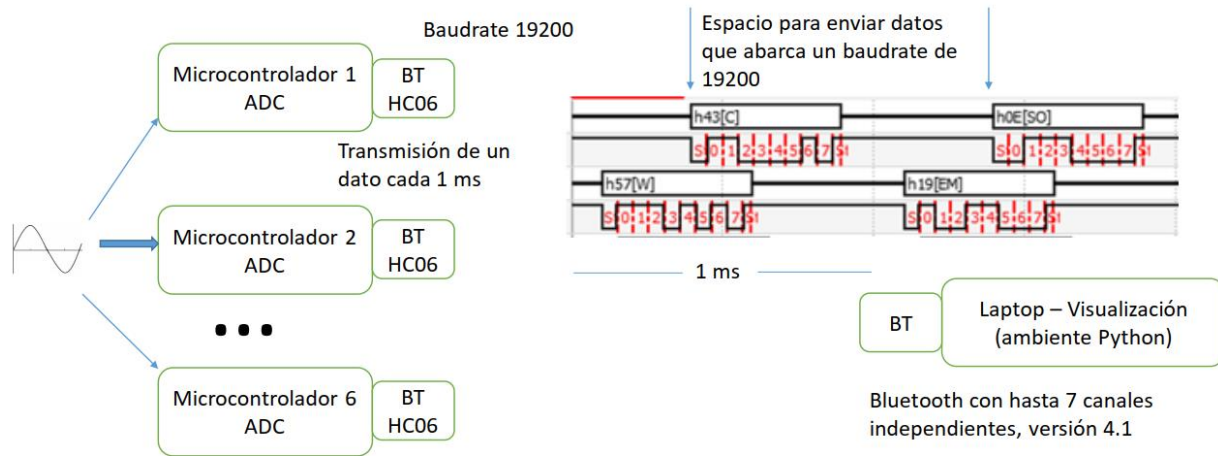 Baudrate 19200
Microcontrolador 1
ADC
BT
HC06
Transmisión de un
dato cada 1 ms
Microcontrolador 2
ADC
BT
HC06
Microcontrolador 6
ADC
BT
HC06
Espacio para enviar datos
que abarca un baudrate de
19200
h43[C]
h0E[SO]
S 0 1 2 3 4 5 6 7 St
S 0 1 2 3 4 5 6 7 St
h57[W]
h19[EM]
S 0 1 2 3 4 5 6 7 St
S 0 1 2 3 4 5 6 7 St
1 ms
BT
Laptop – Visualización
(ambiente Python)
Bluetooth con hasta 7 canales
independientes, versión 4.1